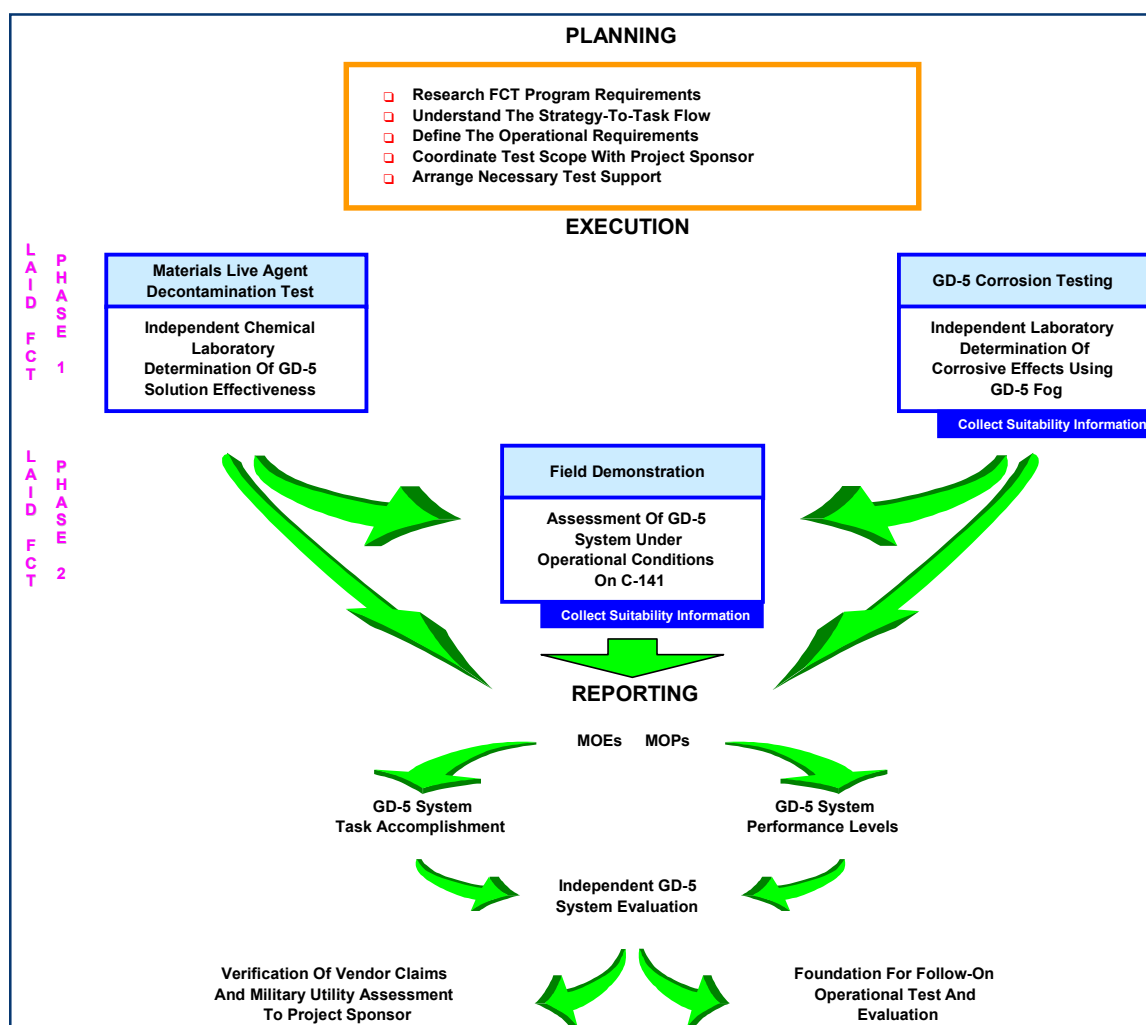 PLANNING
❏ Research FCT Program Requirements
❏ Understand The Strategy-To-Task Flow
❏ Define The Operational Requirements
❏ Coordinate Test Scope With Project Sponsor
❏ Arrange Necessary Test Support
EXECUTION
LAID FCT
PHASE 1
Materials Live Agent
Decontamination Test
Independent Chemical
Laboratory
Determination Of GD-5
Solution Effectiveness
GD-5 Corrosion Testing
Independent Laboratory
Determination Of
Corrosive Effects Using
GD-5 Fog
Collect Suitability Information
LAID FCT
PHASE 2
Field Demonstration
Assessment Of GD-5
System Under
Operational Conditions
On C-141
Collect Suitability Information
REPORTING
MOEs MOPs
GD-5 System
Task Accomplishment
GD-5 System
Performance Levels
Independent GD-5
System Evaluation
Verification Of Vendor Claims
And Military Utility Assessment
To Project Sponsor
Foundation For Follow-On
Operational Test And
Evaluation